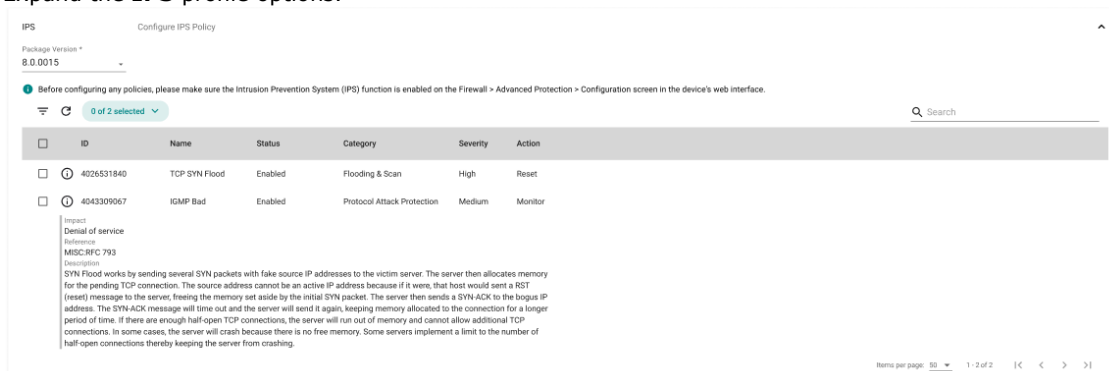 IPS Configure IPS Policy
Package Version *
8.0.0015
Before configuring any policies, please make sure the Intrusion Prevention System (IPS) function is enabled on the Firewall > Advanced Protection > Configuration screen in the device's web interface.
0 of 2 selected
Search
ID Name Status Category Severity Action
4026531840 TCP SYN Flood Enabled Flooding & Scan High Reset
4043309067 IGMP Bad Enabled Protocol Attack Protection Medium Monitor
Impact
Denial of service
Reference
MISC:RFC 793
Description
SYN Flood works by sending several SYN packets with fake source IP addresses to the victim server. The server then allocates memory
for the pending TCP connection. The source address cannot be an active IP address because if it were, that host would sent a RST
(reset) message to the server, freeing the memory set aside by the initial SYN packet. The server then sends a SYN-ACK to the bogus IP
address. The SYN-ACK message will time out and the server will send it again, keeping memory allocated to the connection for a longer
period of time. If there are enough half-open TCP connections, the server will run out of memory and cannot allow additional TCP
connections. In some cases, the server will crash because there is no free memory. Some servers implement a limit to the number of
half-open connections thereby keeping the server from crashing.
Items per page: 50 1 - 2 of 2